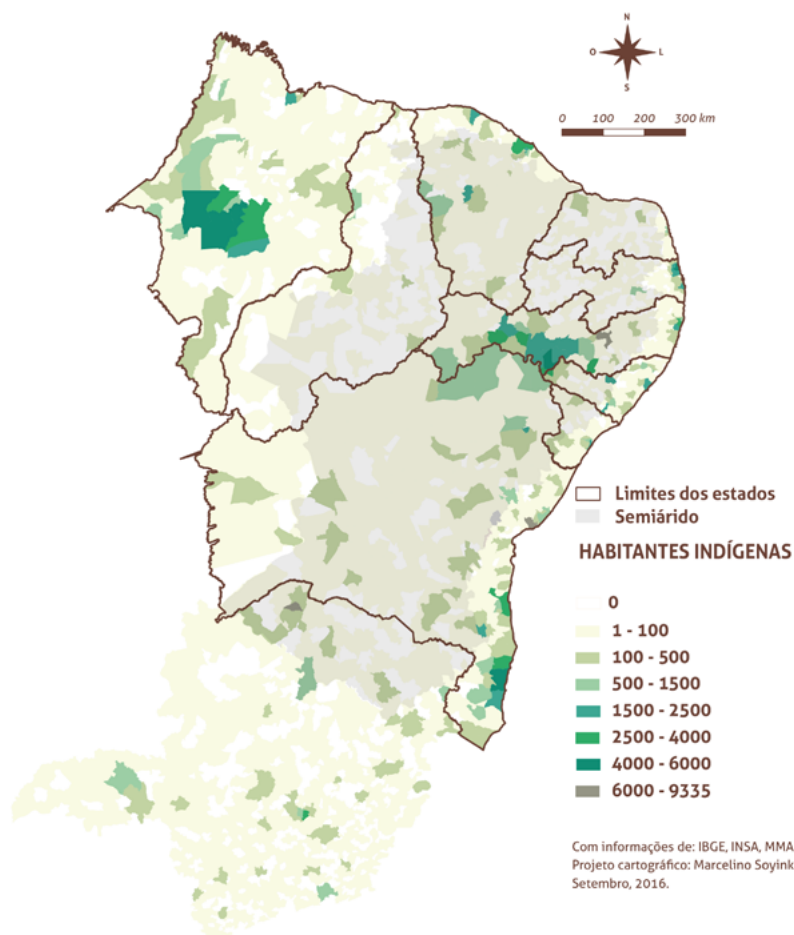 N
O
L
S
0 100 200 300 km
Limites dos estados
Semiárido
HABITANTES INDÍGENAS
0
1 - 100
100 - 500
500 - 1500
1500 - 2500
2500 - 4000
4000 - 6000
6000 - 9335
Com informações de: IBGE, INSA, MMA
Projeto cartográfico: Marcelino Soyink
Setembro, 2016.